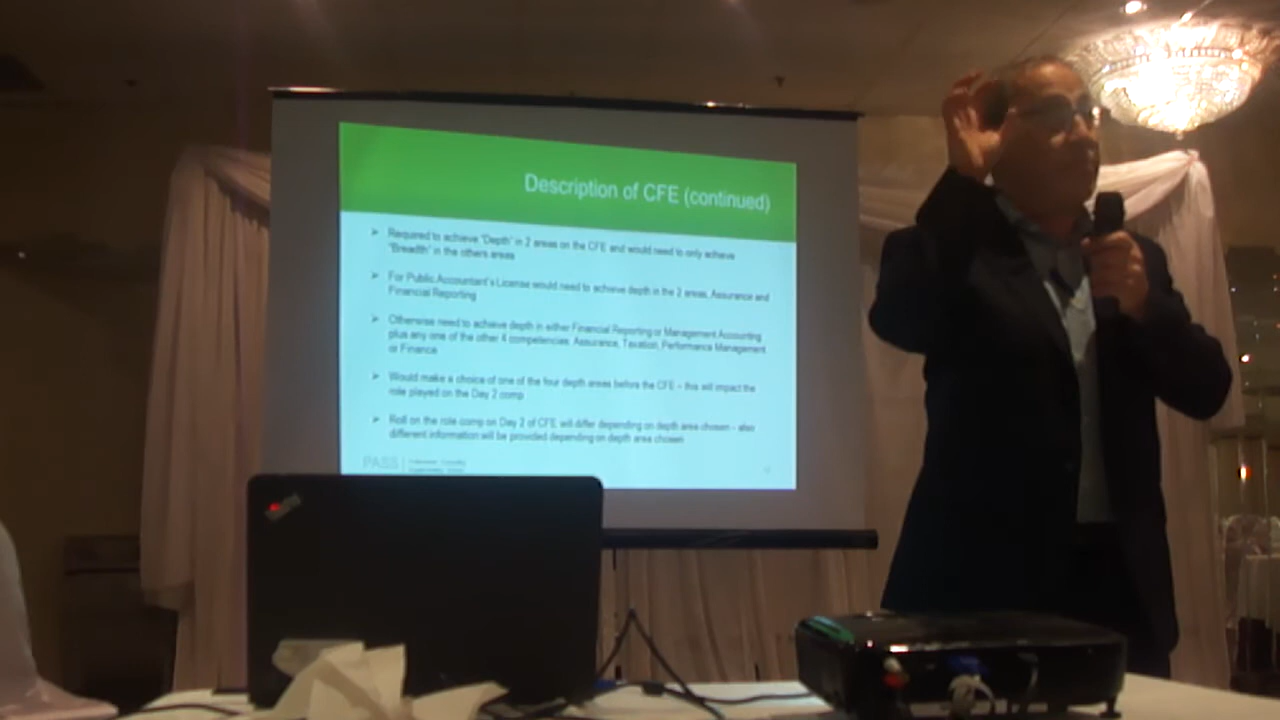 Description of CFE (continued)
➤ Required to achieve "Depth" in 2 areas on the CFE and would need to only achieve
"Breadth" in the others areas
➤ For Public Accountant's License would need to achieve depth in the 2 areas, Assurance and
Financial Reporting
➤ Otherwise need to achieve depth in either Financial Reporting or Management Accounting
plus any one of the other 4 competencies: Assurance, Taxation, Performance Management
or Finance
➤ Would make a choice of one of the four depth areas before the CFE – this will impact the
role played on the Day 2 comp
➤ Roll on the role comp on Day 2 of CFE will differ depending on depth area chosen – also
different information will be provided depending on depth area chosen
PASS